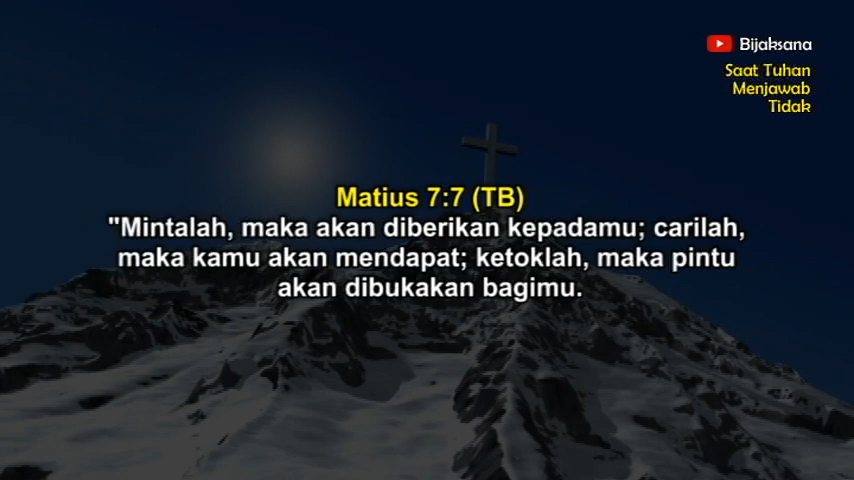 Bijaksana
Saat Tuhan
Menjawab
Tidak
Matius 7:7 (TB)
"Mintalah, maka akan diberikan kepadamu; carilah,
maka kamu akan mendapat; ketoklah, maka pintu
akan dibukakan bagimu.